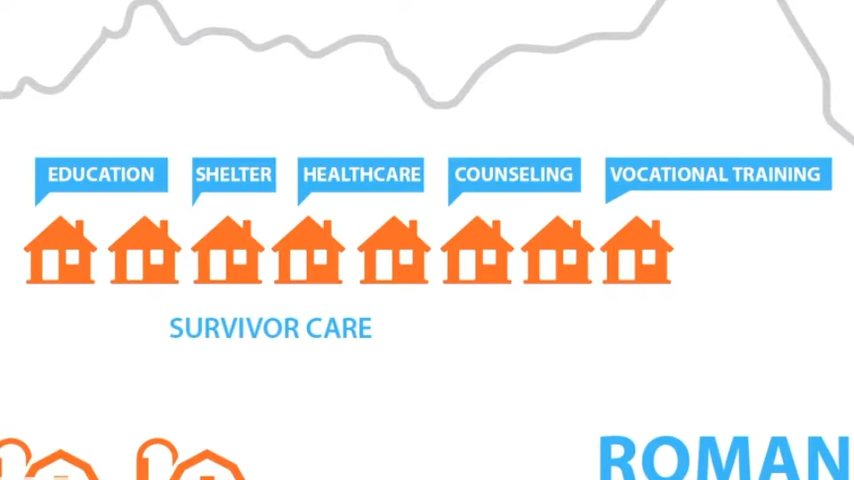 EDUCATION
SHELTER
HEALTHCARE
COUNSELING
VOCATIONAL TRAINING
SURVIVOR CARE
ROMAN